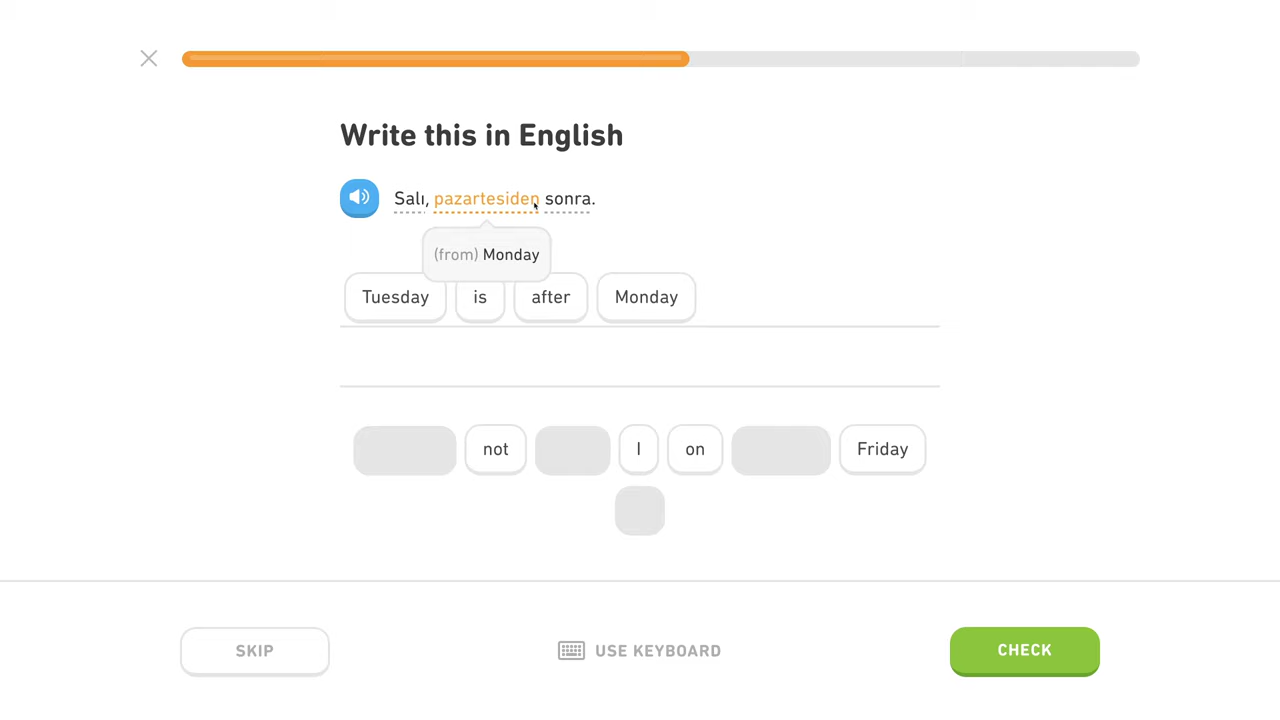 Write this in English
Salı, pazartesiden sonra.
(from) Monday
Tuesday is after Monday
not I on Friday
SKIP USE KEYBOARD CHECK